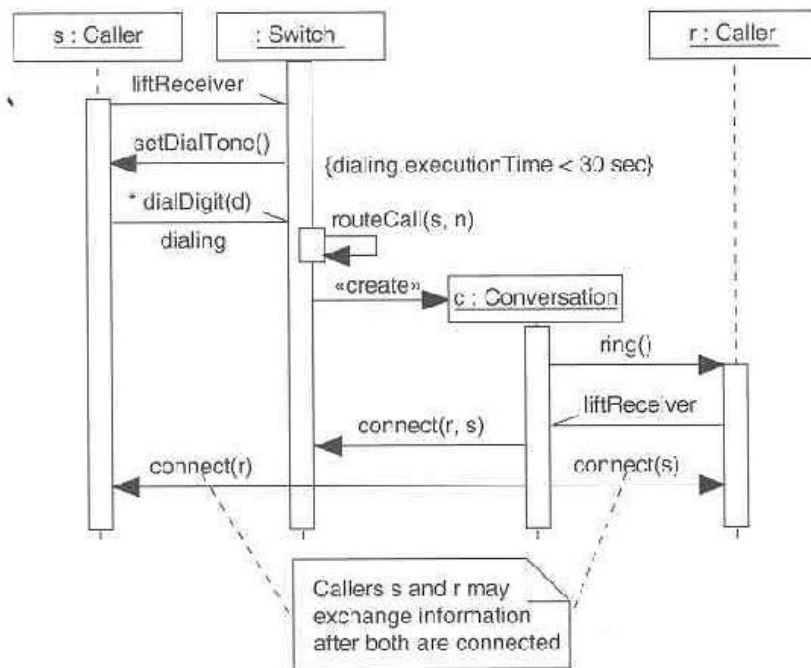 s : Caller
: Switch
r : Caller
liftReceiver
setDialTone()
{dialing.executionTime < 30 sec}
* dialDigit(d)
dialing
routeCall(s, n)
«create»
c : Conversation
ring()
liftReceiver
connect(r, s)
connect(r)
connect(s)
Callers s and r may
exchange information
after both are connected